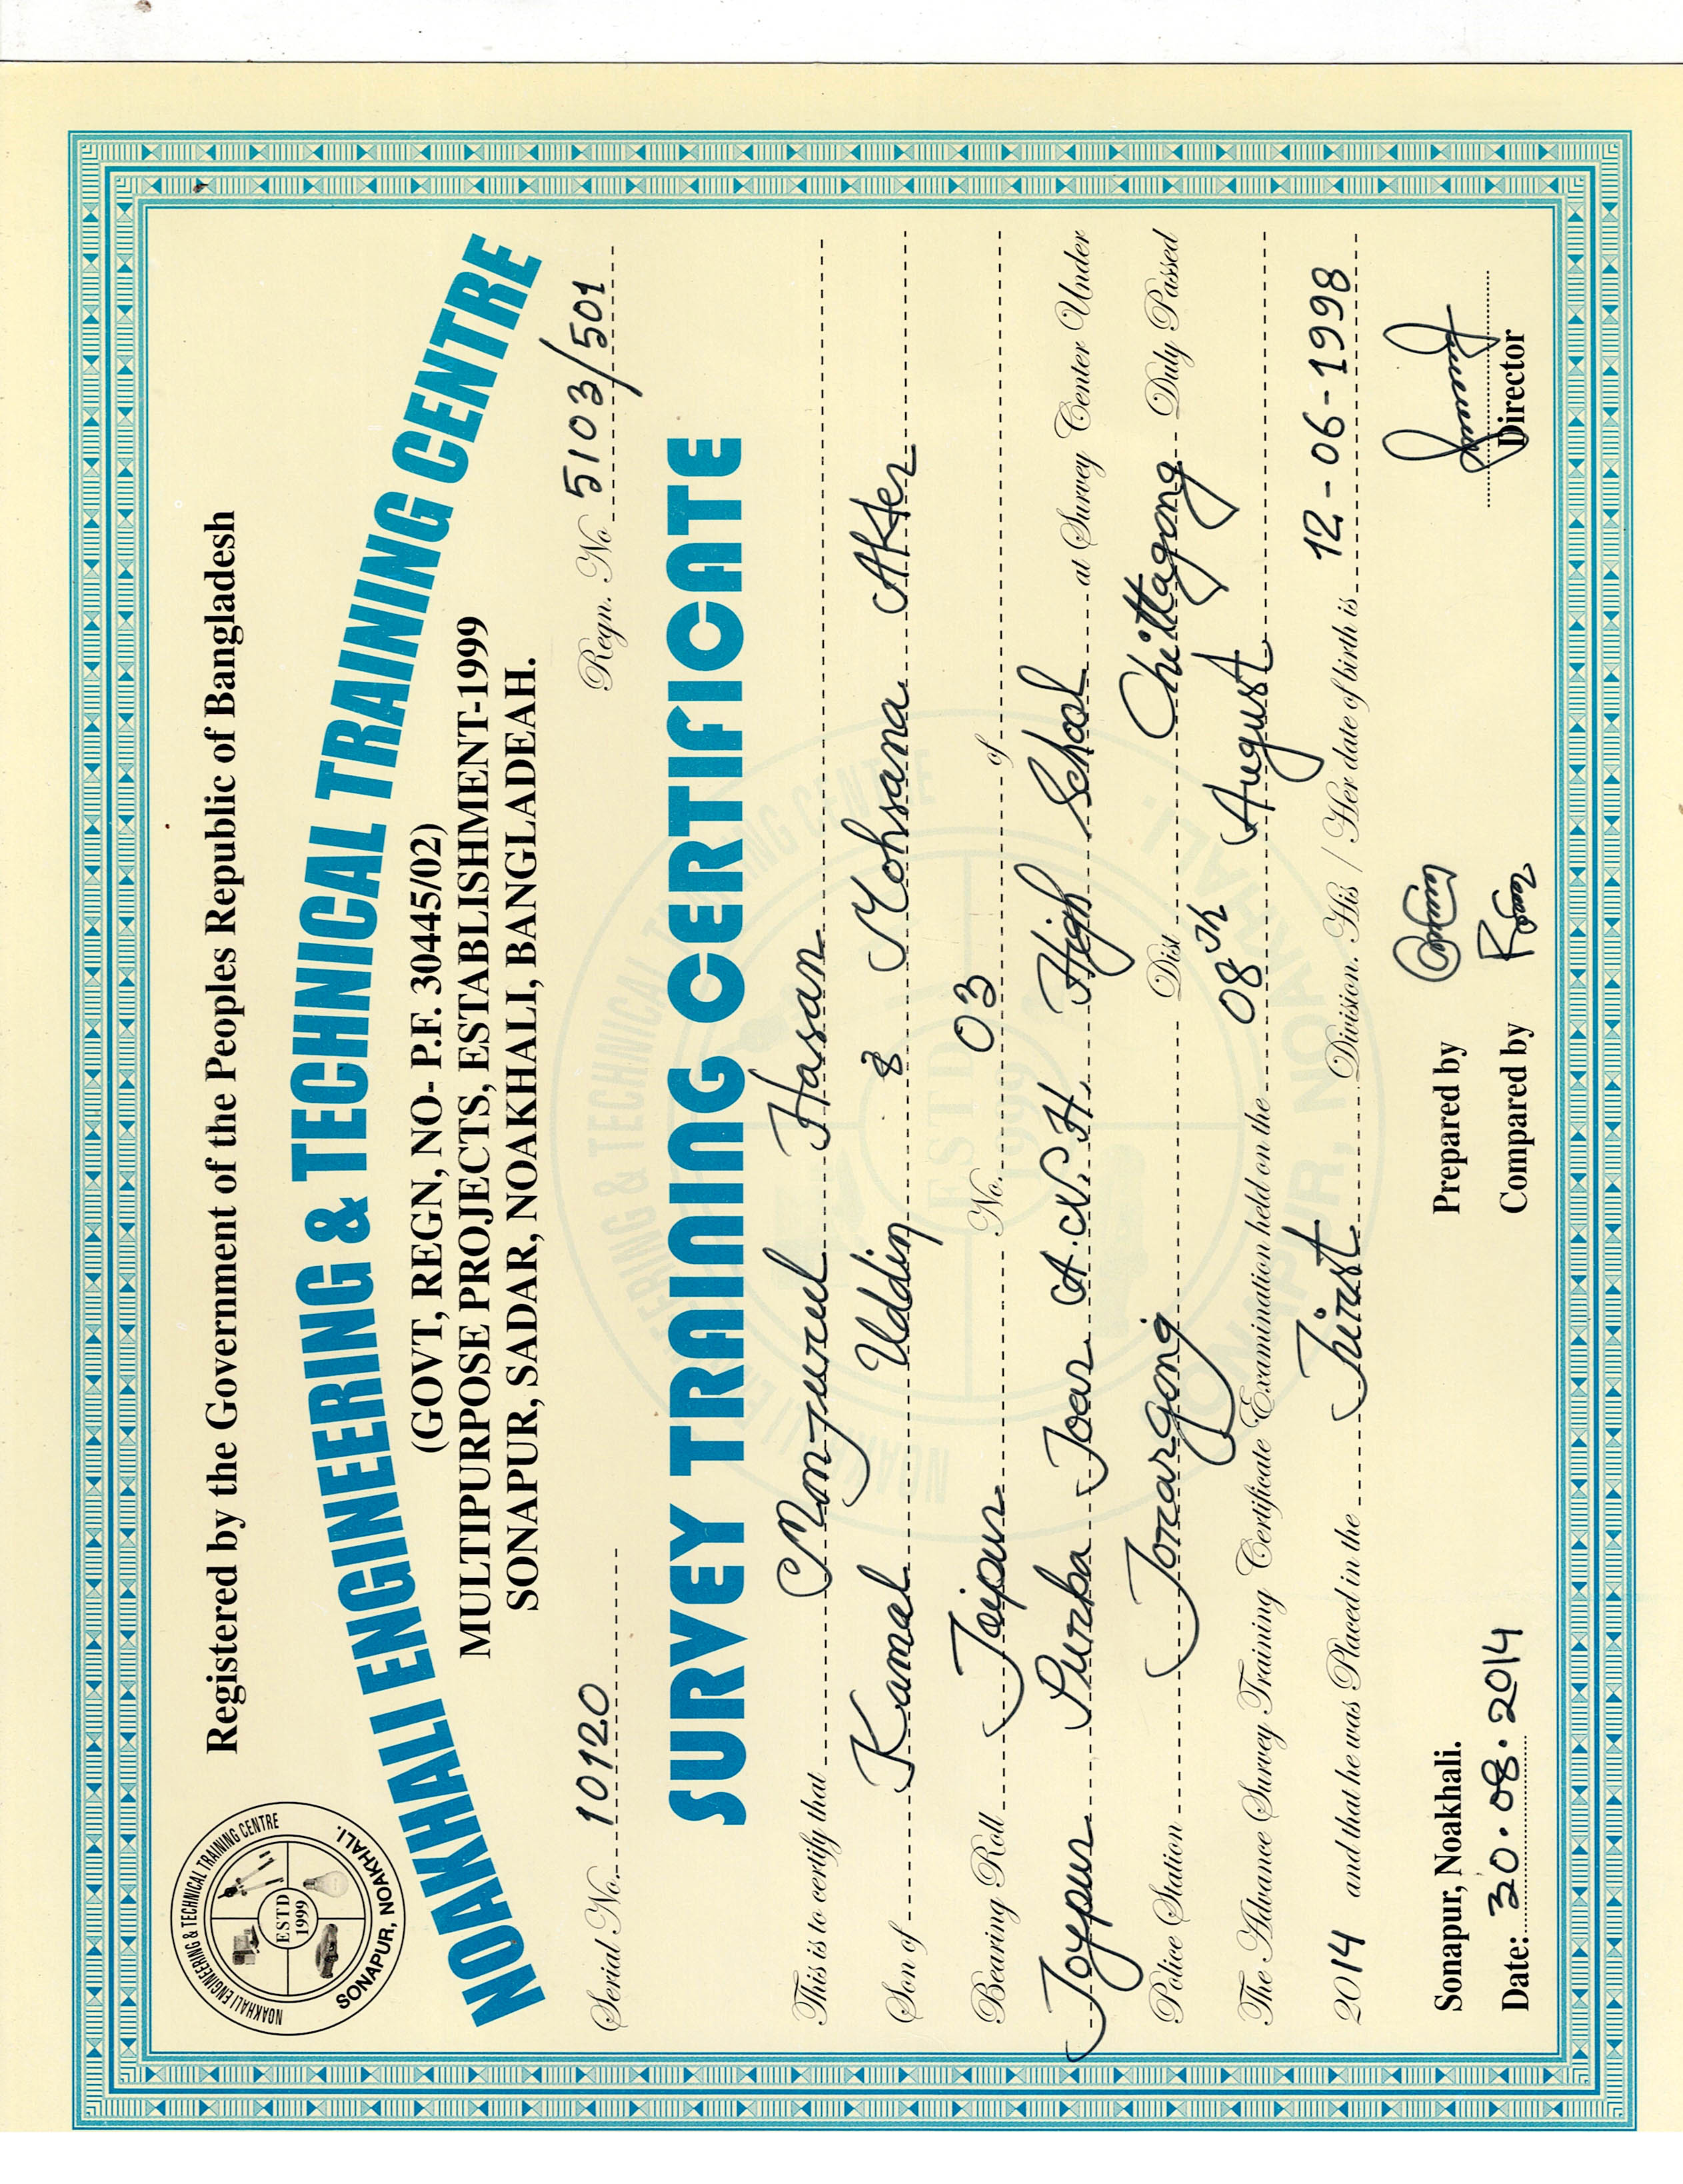 Registered by the Government of the Peoples Republic of Bangladesh
NOAKHALI ENGINEERING & TECHNICAL TRAINING CENTRE
SONAPUR, NOAKHALI.
ESTD
1999
NOAKHALI ENGINEERING & TECHNICAL TRAINING CENTRE
(GOVT, REGN, NO- P.F. 30445/02)
MULTIPURPOSE PROJECTS, ESTABLISHMENT-1999
SONAPUR, SADAR, NOAKHALI, BANGLADEAH.
Serial No. 10120 Regn. No 5103/501
SURVEY TRAINING CERTIFICATE
This is to certify that Monjurul Hasan
Son of Kamal Uddin & Mohsana Akter
Bearing Roll Joipur No. 03 of
Joypur Purba Joar A.N.H. High School at Survey Center Under
Police Station Jorargong Dist Chittagong Duly Passed
The Advance Survey Training Certificate Examination held on the 08th August
2014 and that he was Placed in the First Division. His / Her date of birth is 12-06-1998
Sonapur, Noakhali. Prepared by
Date: 30.08.2014 Compared by Director